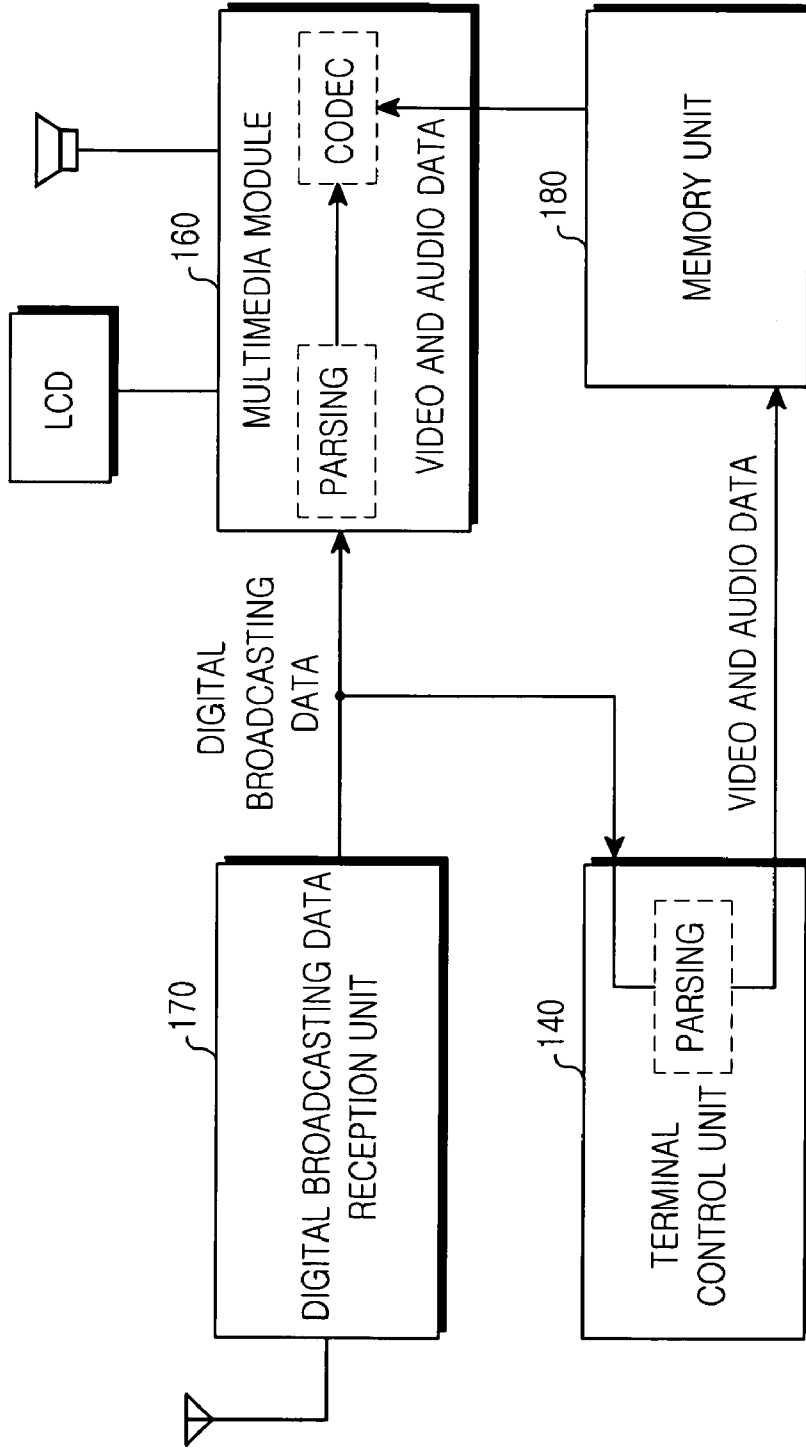 LCD
170
DIGITAL BROADCASTING DATA
RECEPTION UNIT
DIGITAL
BROADCASTING
DATA
160
MULTIMEDIA MODULE
PARSING
CODEC
VIDEO AND AUDIO DATA
140
TERMINAL
CONTROL UNIT
PARSING
VIDEO AND AUDIO DATA
180
MEMORY UNIT